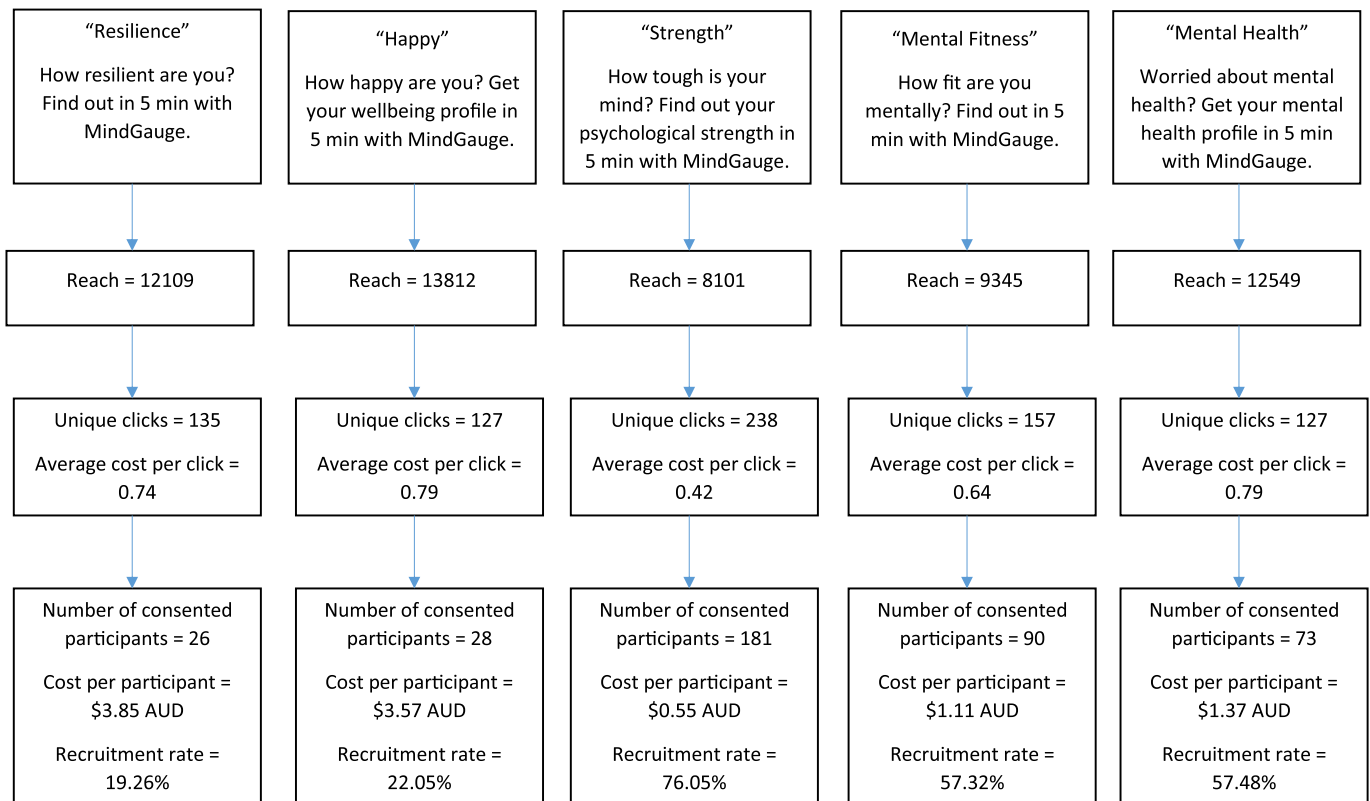 “Resilience”
How resilient are you?
Find out in 5 min with
MindGauge.
“Happy”
How happy are you? Get
your wellbeing profile in
5 min with MindGauge.
“Strength”
How tough is your
mind? Find out your
psychological strength in
5 min with MindGauge.
“Mental Fitness”
How fit are you
mentally? Find out in 5
min with MindGauge.
“Mental Health”
Worried about mental
health? Get your mental
health profile in 5 min
with MindGauge.
Reach = 12109
Reach = 13812
Reach = 8101
Reach = 9345
Reach = 12549
Unique clicks = 135
Average cost per click =
0.74
Unique clicks = 127
Average cost per click =
0.79
Unique clicks = 238
Average cost per click =
0.42
Unique clicks = 157
Average cost per click =
0.64
Unique clicks = 127
Average cost per click =
0.79
Number of consented
participants = 26
Cost per participant =
$3.85 AUD
Recruitment rate =
19.26%
Number of consented
participants = 28
Cost per participant =
$3.57 AUD
Recruitment rate =
22.05%
Number of consented
participants = 181
Cost per participant =
$0.55 AUD
Recruitment rate =
76.05%
Number of consented
participants = 90
Cost per participant =
$1.11 AUD
Recruitment rate =
57.32%
Number of consented
participants = 73
Cost per participant =
$1.37 AUD
Recruitment rate =
57.48%